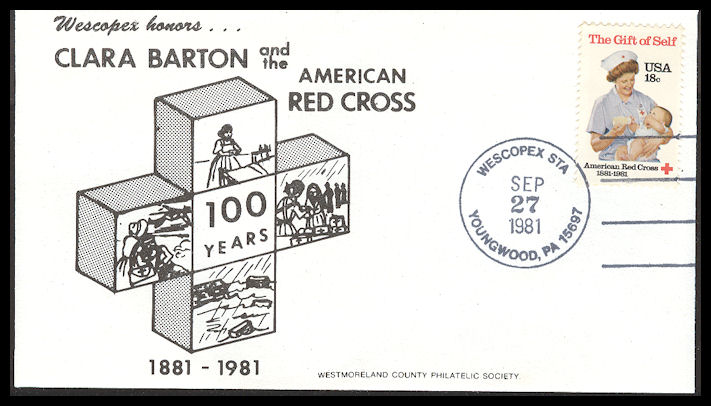 Wescopex honors . . .
CLARA BARTON and the AMERICAN RED CROSS
100
YEARS
1881 - 1981
WESTMORELAND COUNTY PHILATELIC SOCIETY.
The Gift of Self
USA
18c
American Red Cross
1881-1981
WESCOPEX STA
SEP
27
1981
YOUNGWOOD, PA 15697